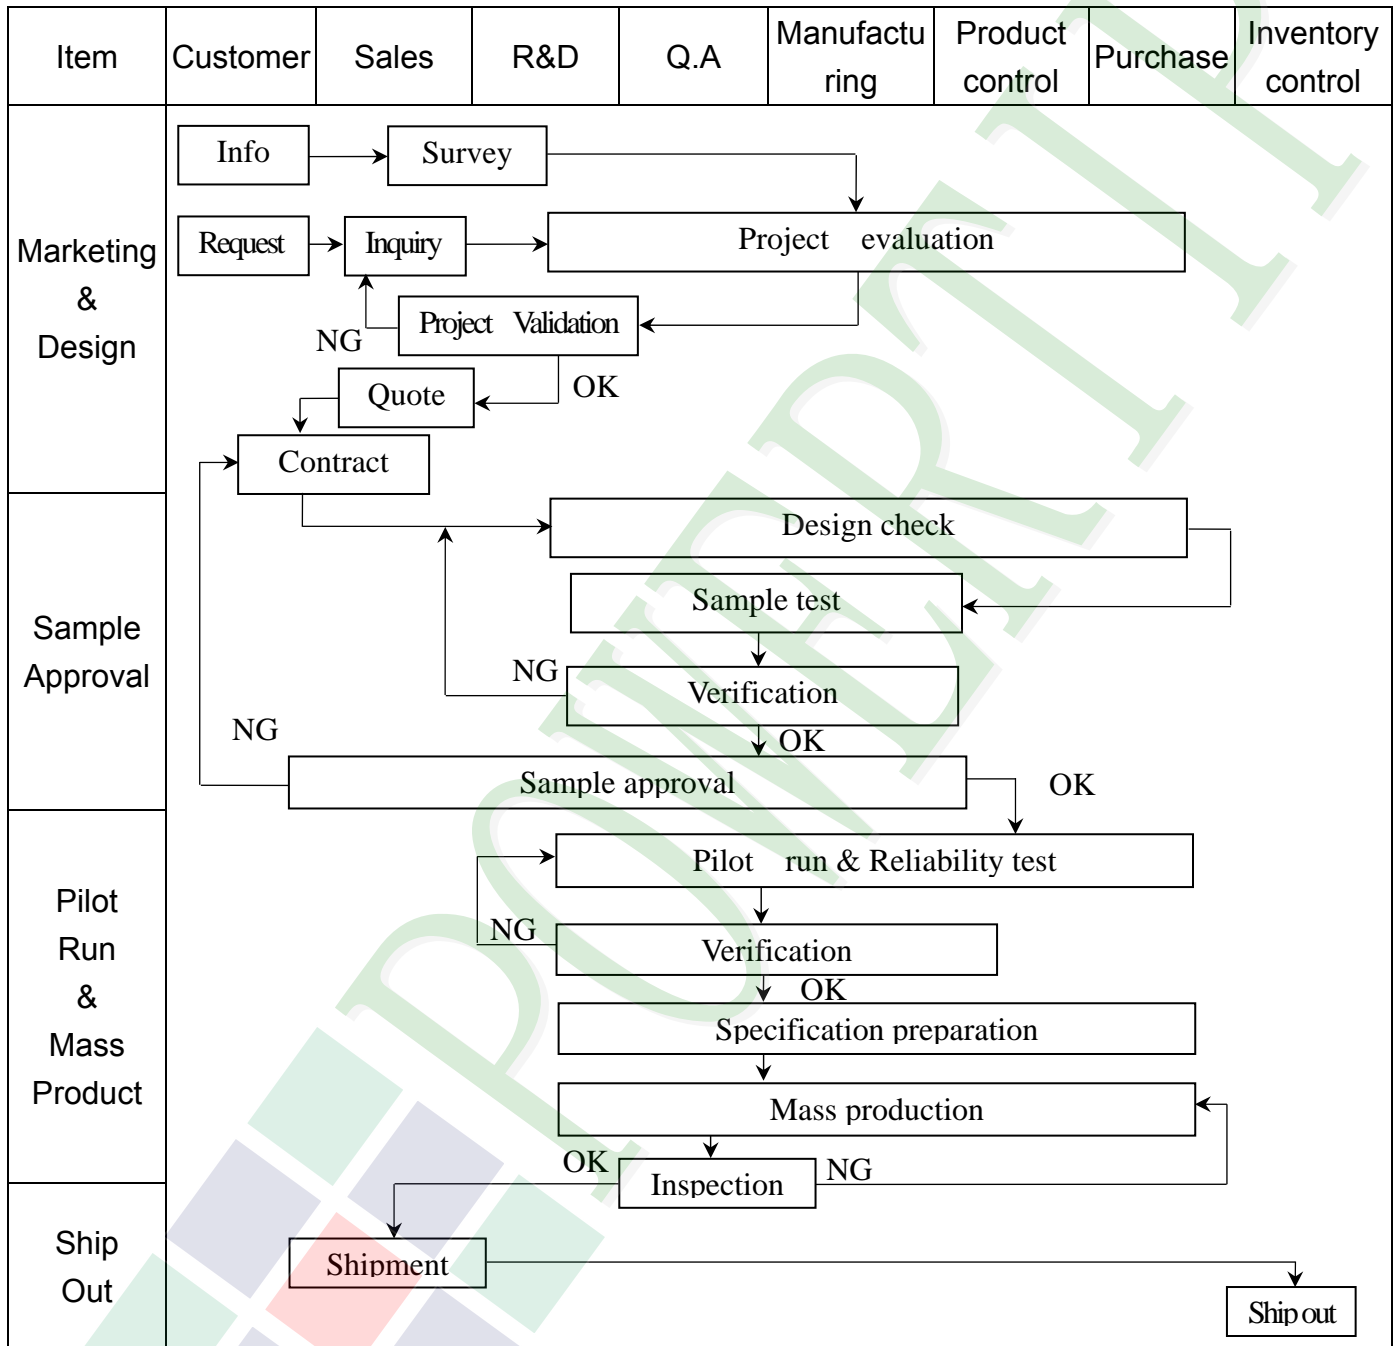 Item
Customer
Sales
R&D
Q.A
Manufactu
ring
Product
control
Purchase
Inventory
control
Marketing
&
Design
Info
Survey
Request
Inquiry
Project evaluation
NG
Project Validation
OK
Quote
Contract
Sample
Approval
Design check
Sample test
NG
Verification
NG
OK
Sample approval
OK
Pilot
Run
&
Mass
Product
Pilot run & Reliability test
NG
Verification
OK
Specification preparation
Mass production
OK
Inspection
NG
Ship
Out
Shipment
Ship out
POWERTIP